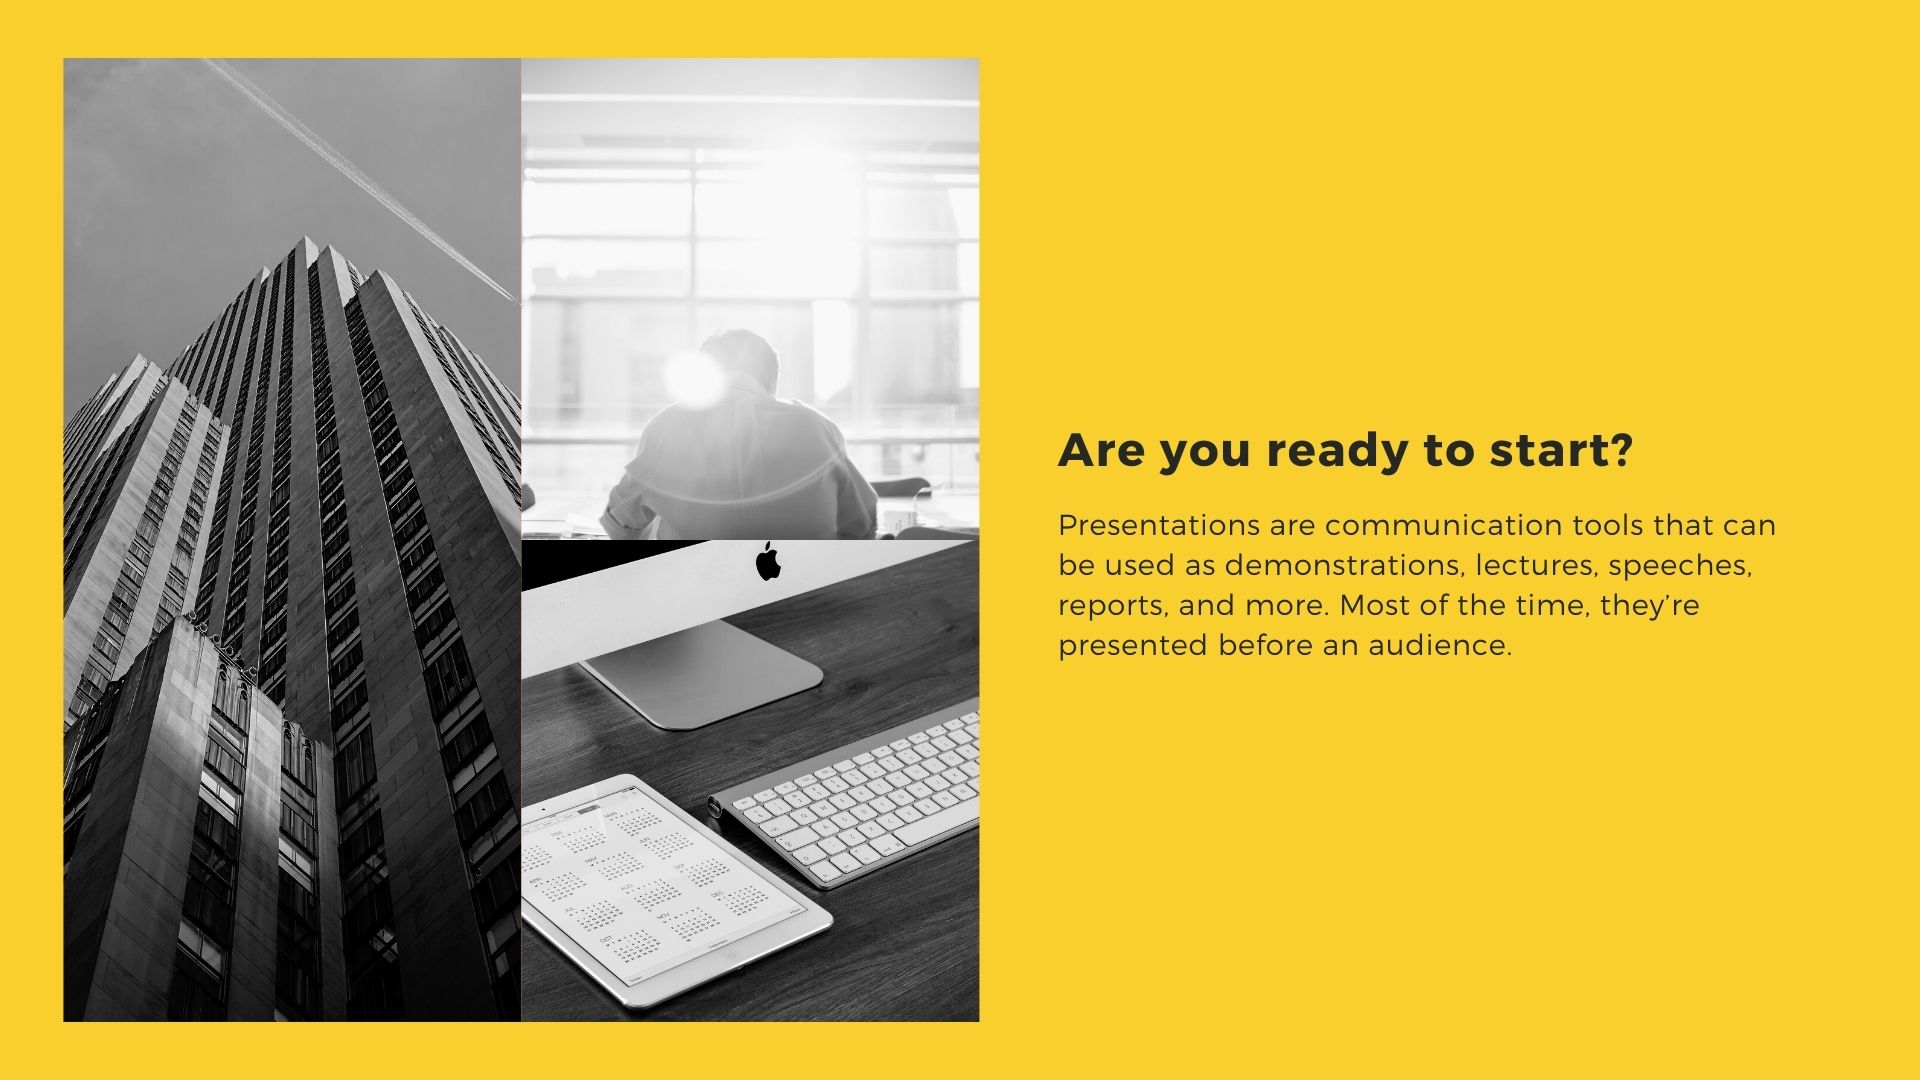 Are you ready to start?
Presentations are communication tools that can
be used as demonstrations, lectures, speeches,
reports, and more. Most of the time, they’re
presented before an audience.